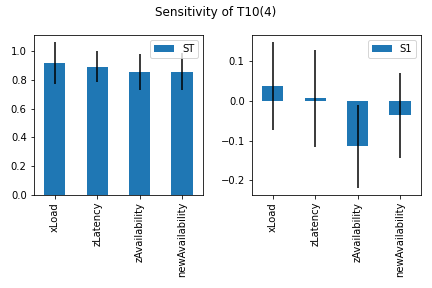 Sensitivity of T10(4)
ST
1.0
0.8
0.6
0.4
0.2
0.0
xLoad
zLatency
zAvailability
newAvailability
S1
0.1
0.0
−0.1
−0.2
xLoad
zLatency
zAvailability
newAvailability